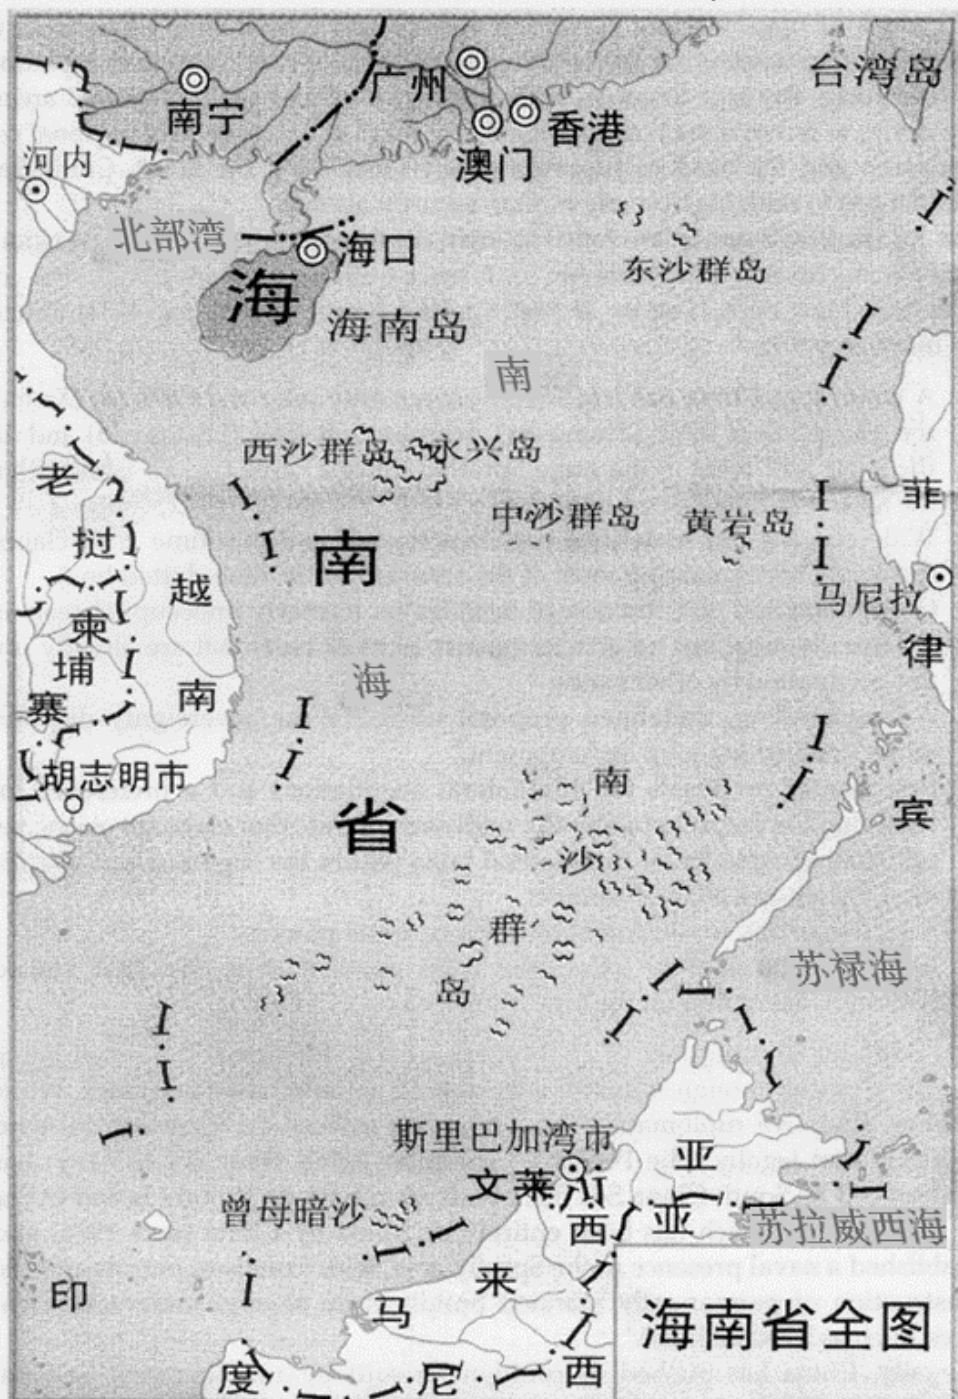 台湾岛
广州
南宁
香港
澳门
河内
北部湾
海口
东沙群岛
海
海南岛
南
西沙群岛
永兴岛
老
菲
中沙群岛
黄岩岛
挝
南
越
马尼拉
柬
律
埔
海
南
寨
胡志明市
南
宾
省
沙
群
苏禄海
岛
斯里巴加湾市
亚
文莱
曾母暗沙
西
亚
苏拉威西海
印
来
马
海南省全图
度
尼
西